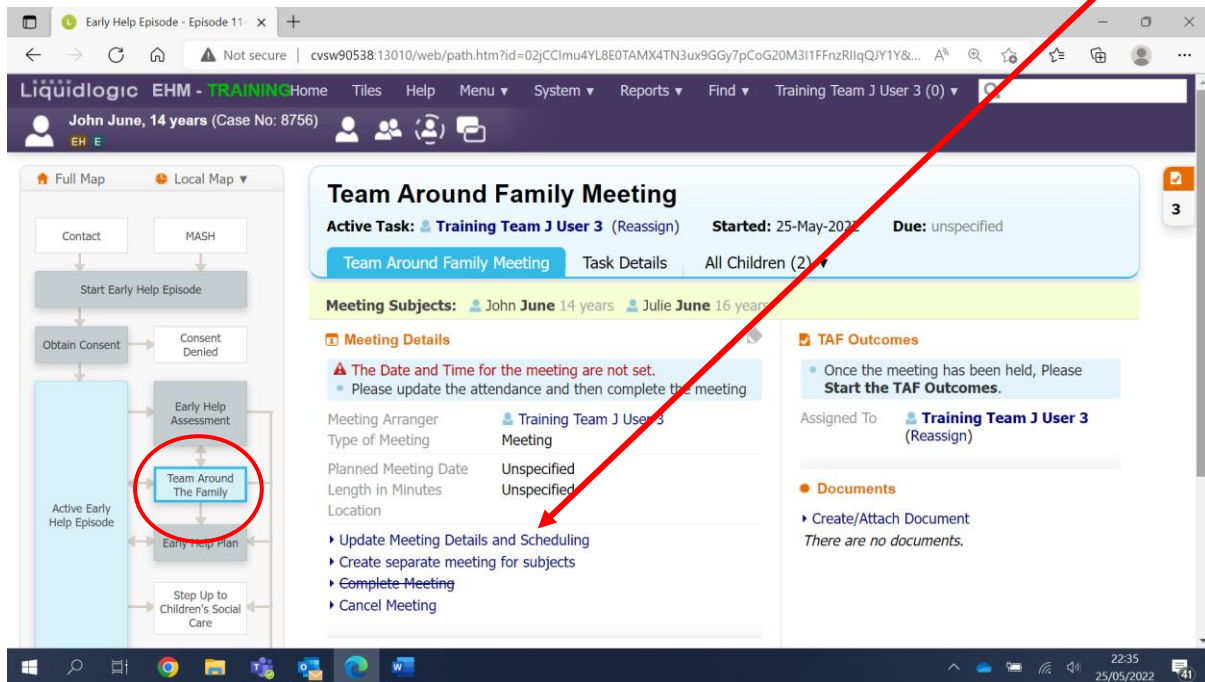 Early Help Episode - Episode 11
Not secure | cvsw90538:13010/web/path.htm?id=02jCCImu4YL8E0TAMX4TN3ux9GGy7pCoG20M3I1FFnzRIIqQJY1Y&...
Liquidlogic EHM - TRAINING Home Tiles Help Menu System Reports Find Training Team J User 3 (0)
John June, 14 years (Case No: 8756)
EH E
Full Map Local Map
Contact MASH
Start Early Help Episode
Obtain Consent
Consent
Denied
Early Help
Assessment
Team Around
The Family
Active Early
Help Episode
Early Help Plan
Step Up to
Children's Social
Care
Team Around Family Meeting
Active Task: Training Team J User 3 (Reassign) Started: 25-May-2022 Due: unspecified
Team Around Family Meeting Task Details All Children (2)
Meeting Subjects: John June 14 years Julie June 16 years
Meeting Details
The Date and Time for the meeting are not set.
Please update the attendance and then complete the meeting
Meeting Arranger Training Team J User 3
Type of Meeting Meeting
Planned Meeting Date Unspecified
Length in Minutes Unspecified
Location
Update Meeting Details and Scheduling
Create separate meeting for subjects
Complete Meeting
Cancel Meeting
TAF Outcomes
Once the meeting has been held, Please
Start the TAF Outcomes.
Assigned To Training Team J User 3
(Reassign)
Documents
Create/Attach Document
There are no documents.
3
22:35
25/05/2022
41